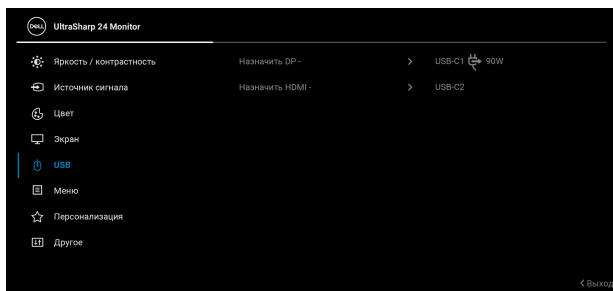 DELL UltraSharp 24 Monitor
Яркость / контрастность Назначить DP - USB-C1 90W
Источник сигнала Назначить HDMI - USB-C2
Цвет
Экран
USB
Меню
Персонализация
Другое
Выход